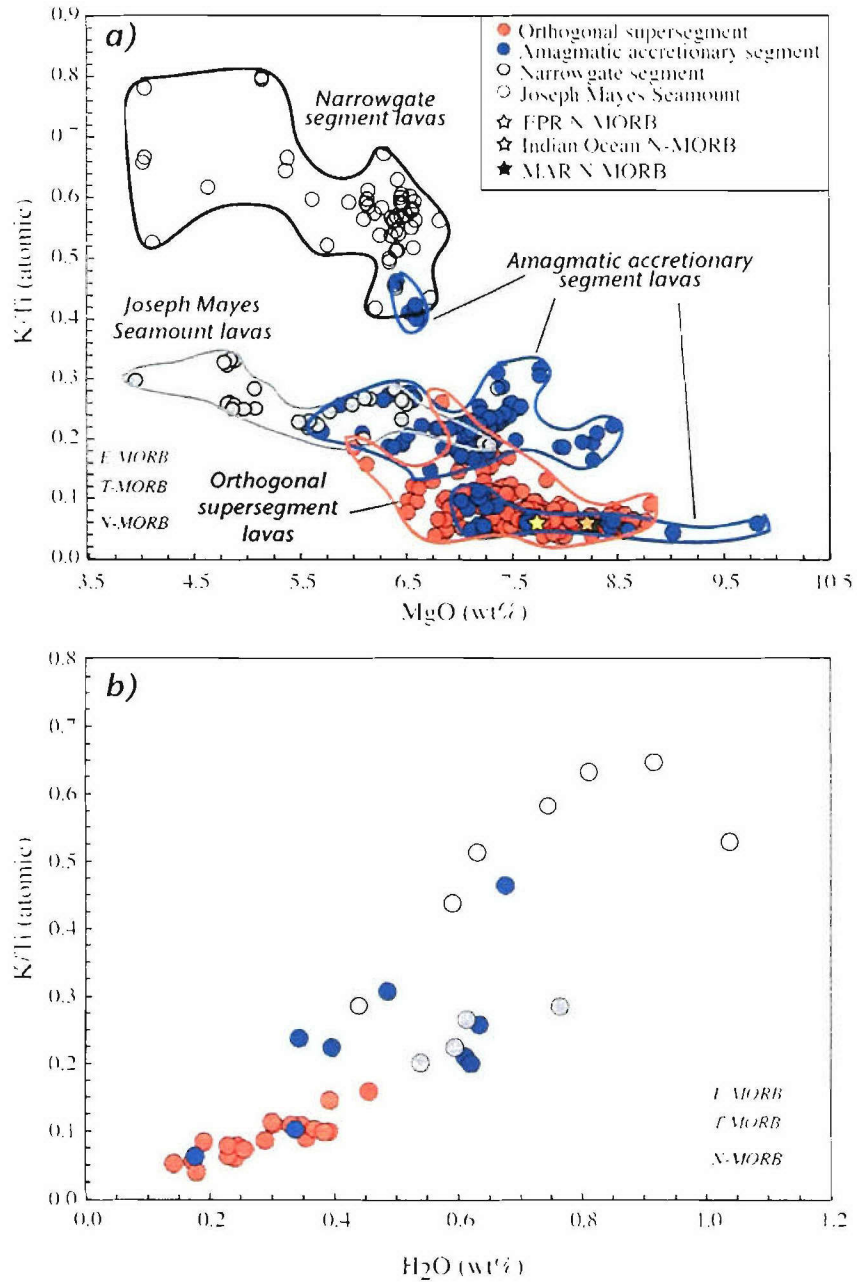 a)
0.9
0.8
0.7
0.6
0.5
0.4
0.3
0.2
0.1
0.0
K/Ti (atomic)
Orthogonal supersegment
Amagmatic accretionary segment
Narrowgate segment
Joseph Mayes Seamount
EPR N-MORB
Indian Ocean N-MORB
MAR N-MORB
Narrowgate
segment lavas
Amagmatic accretionary
segment lavas
Joseph Mayes
Seamount lavas
E-MORB
T-MORB
N-MORB
Orthogonal
supersegment
lavas
3.5 4.5 5.5 6.5 7.5 8.5 9.5 10.5
MgO (wt%)
b)
0.8
0.7
0.6
0.5
0.4
0.3
0.2
0.1
0.0
K/Ti (atomic)
E-MORB
T-MORB
N-MORB
0.0 0.2 0.4 0.6 0.8 1.0 1.2
H2O (wt%)